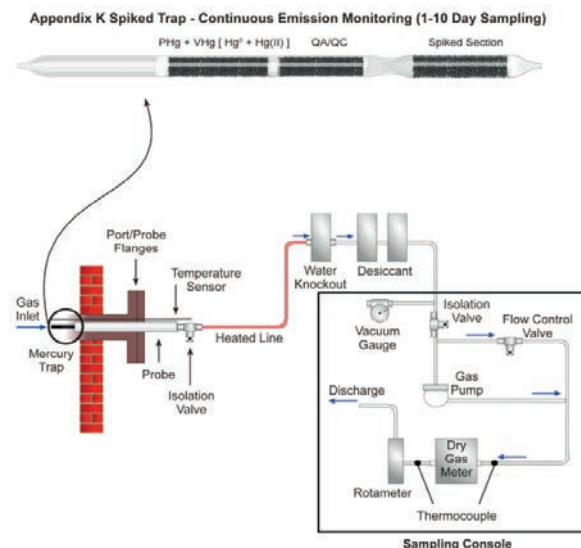 Appendix K Spiked Trap - Continuous Emission Monitoring (1-10 Day Sampling)
PHg + VHg [ Hg⁰ + Hg(II) ]
QA/QC
Spiked Section
Port/Probe
Flanges
Temperature
Sensor
Gas
Inlet
Mercury
Trap
Probe
Isolation
Valve
Heated Line
Water
Knockout
Desiccant
Isolation
Valve
Flow Control
Valve
Vacuum
Gauge
Gas
Pump
Discharge
Dry
Gas
Meter
Rotameter
Thermocouple
Sampling Console